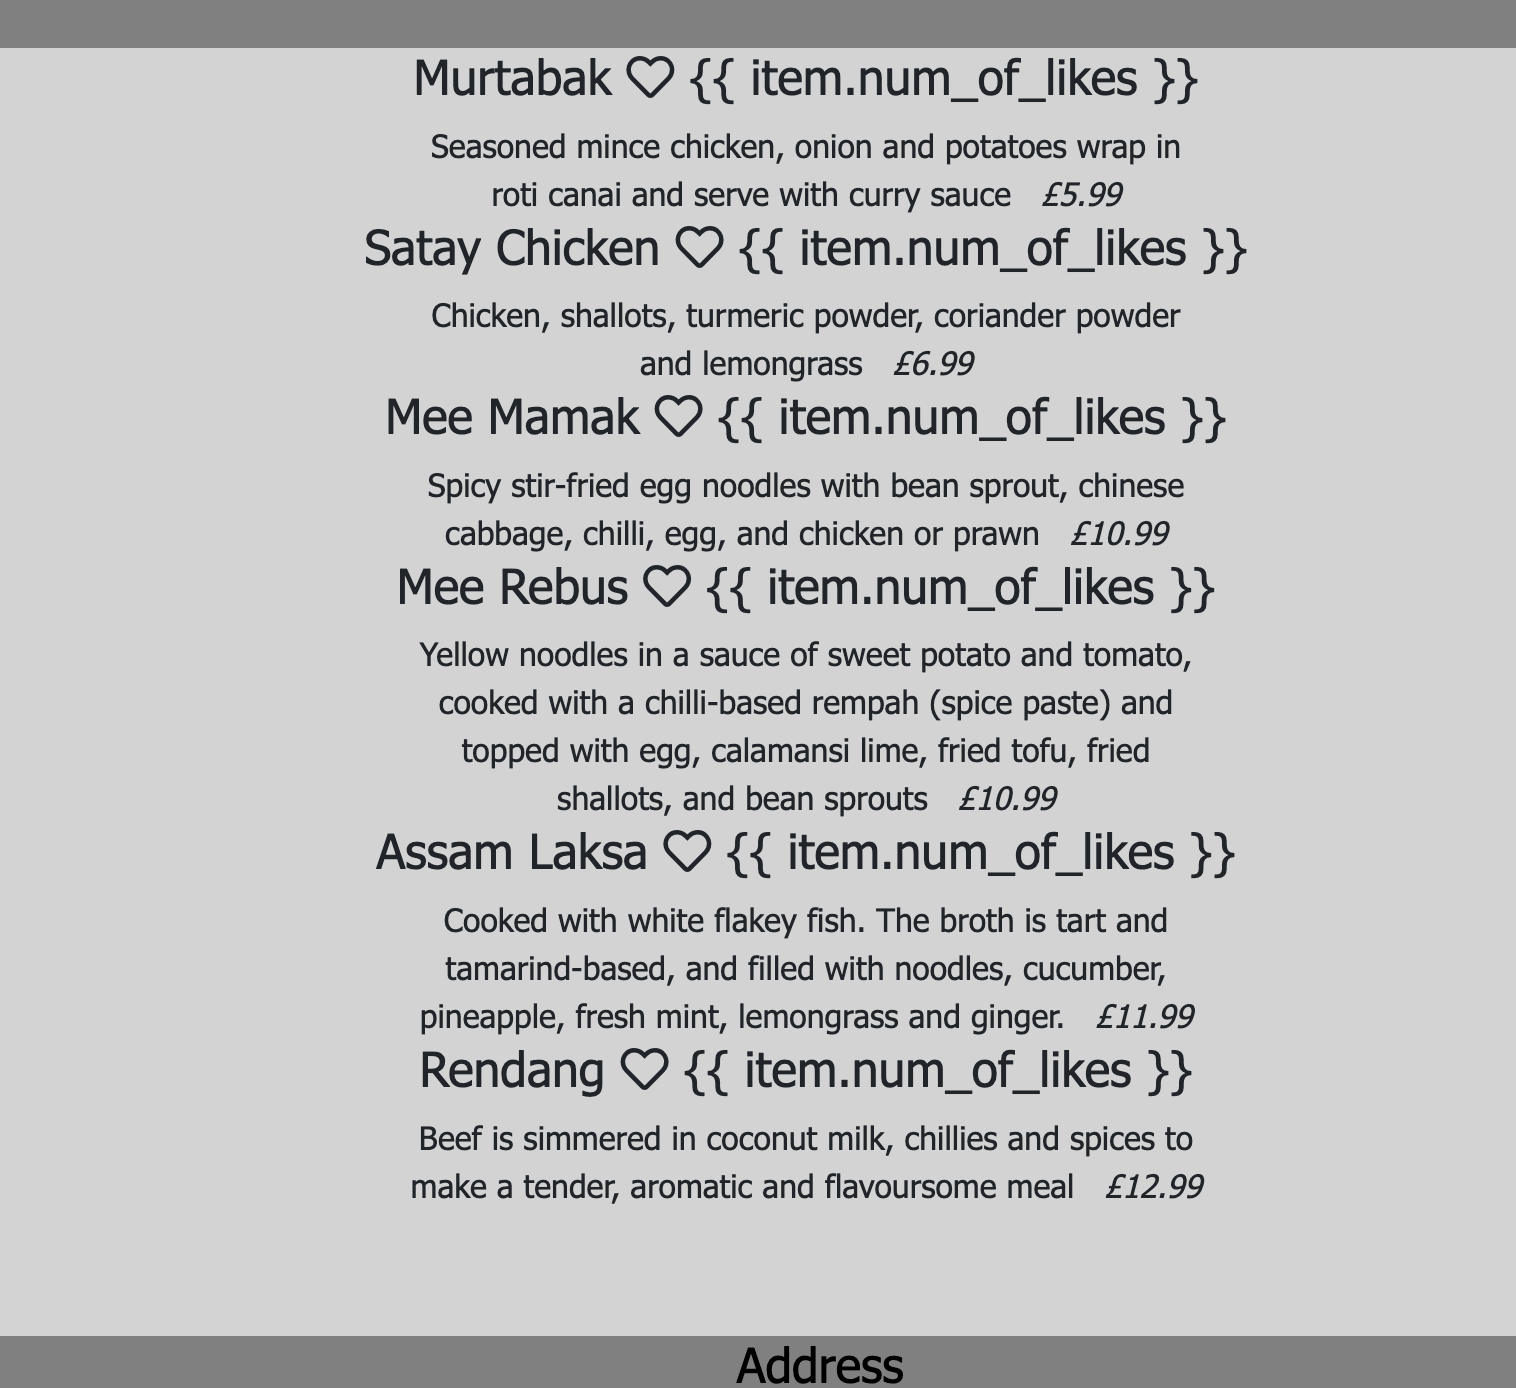 Murtabak ♡ {{ item.num_of_likes }}
Seasoned mince chicken, onion and potatoes wrap in
roti canai and serve with curry sauce £5.99
Satay Chicken ♡ {{ item.num_of_likes }}
Chicken, shallots, turmeric powder, coriander powder
and lemongrass £6.99
Mee Mamak ♡ {{ item.num_of_likes }}
Spicy stir-fried egg noodles with bean sprout, chinese
cabbage, chilli, egg, and chicken or prawn £10.99
Mee Rebus ♡ {{ item.num_of_likes }}
Yellow noodles in a sauce of sweet potato and tomato,
cooked with a chilli-based rempah (spice paste) and
topped with egg, calamansi lime, fried tofu, fried
shallots, and bean sprouts £10.99
Assam Laksa ♡ {{ item.num_of_likes }}
Cooked with white flakey fish. The broth is tart and
tamarind-based, and filled with noodles, cucumber,
pineapple, fresh mint, lemongrass and ginger. £11.99
Rendang ♡ {{ item.num_of_likes }}
Beef is simmered in coconut milk, chillies and spices to
make a tender, aromatic and flavoursome meal £12.99
Address